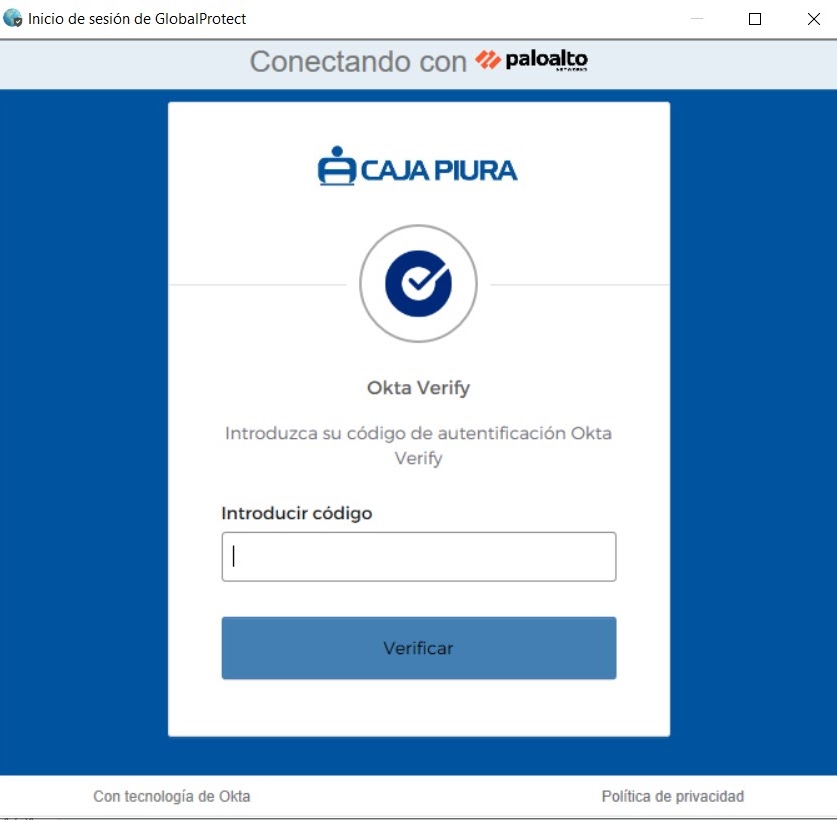 Inicio de sesión de GlobalProtect
Conectando con paloalto
NETWORKS
CAJA PIURA
Okta Verify
Introduzca su código de autentificación Okta
Verify
Introducir código
Verificar
Con tecnología de Okta
Política de privacidad